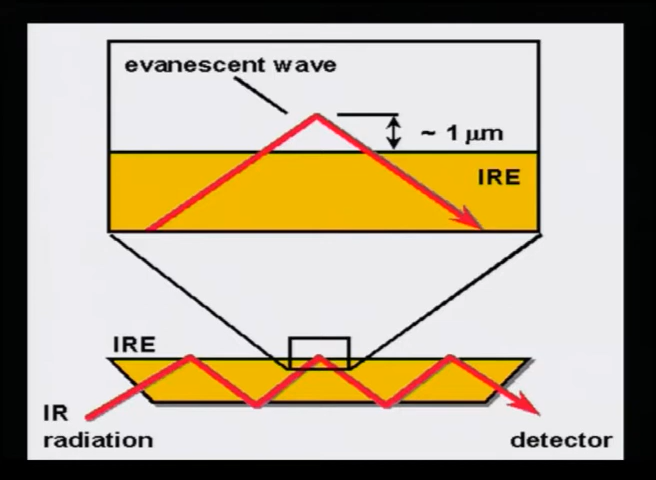 evanescent wave
~ 1 µm
IRE
IRE
IR
radiation
detector